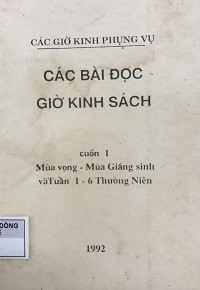 CÁC GIỜ KINH PHỤNG VỤ
CÁC BÀI ĐỌC
GIỜ KINH SÁCH
cuốn 1
Mùa vọng - Mùa Giáng sinh
vàTuần 1 - 6 Thường Niên
ĐÒNG
1992